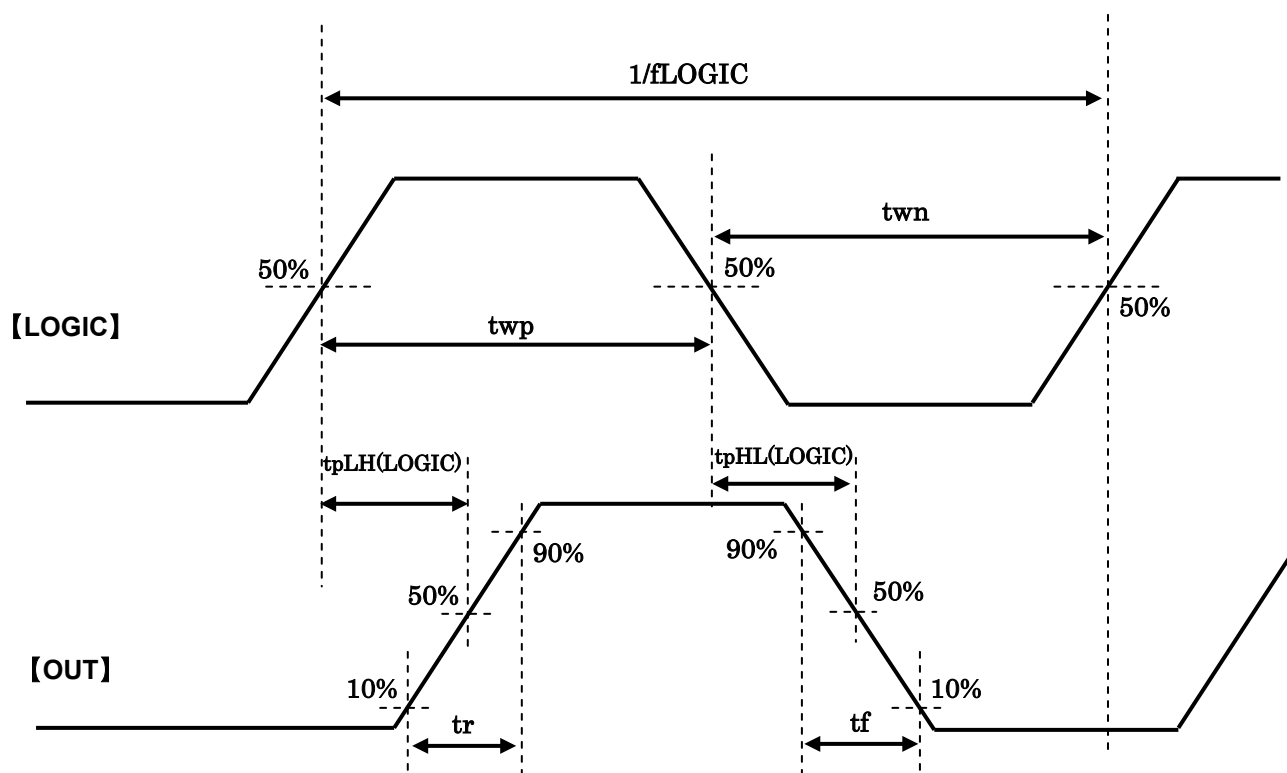 1/fLOGIC
twn
50%
50%
50%
【LOGIC】
twp
tpLH(LOGIC)
tpHL(LOGIC)
90%
90%
50%
50%
【OUT】
10%
10%
tr
tf